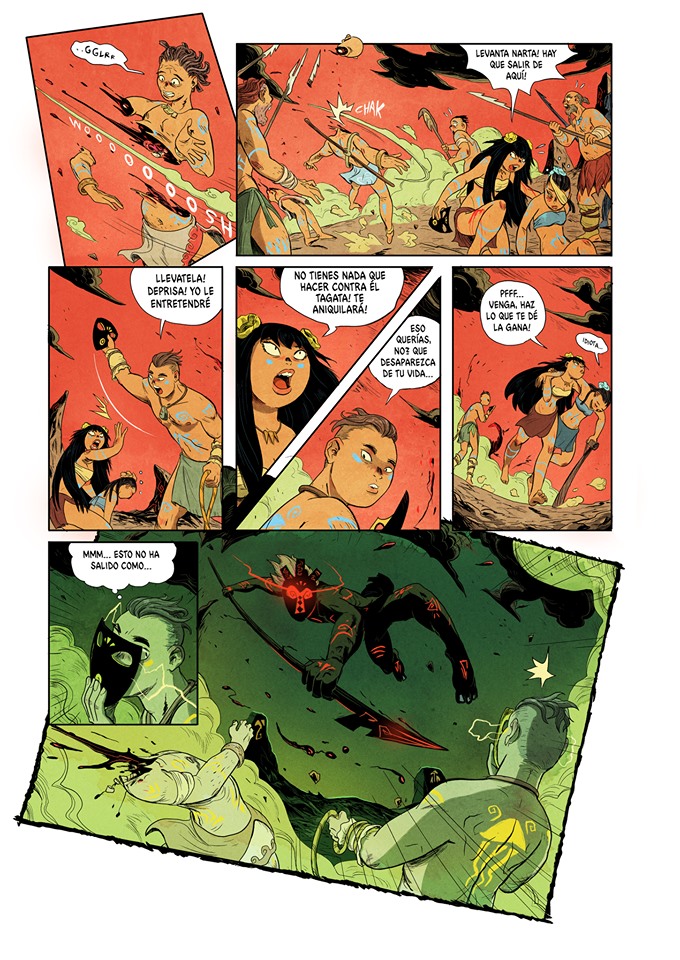 ..GGLRR
WOOOOOOOOSH
CHAK
LEVANTA NARTA! HAY
QUE SALIR DE
AQUÍ!
LLEVATELA!
DEPRISA! YO LE
ENTRETENDRÉ
NO TIENES NADA QUE
HACER CONTRA ÉL
TAGATA! TE
ANIQUILARÁ!
ESO
QUERÍAS,
NO? QUE
DESAPAREZCA
DE TU VIDA...
PFFF...
VENGA, HAZ
LO QUE TE DÉ
LA GANA!
IDIOTA...
MMM... ESTO NO HA
SALIDO COMO...